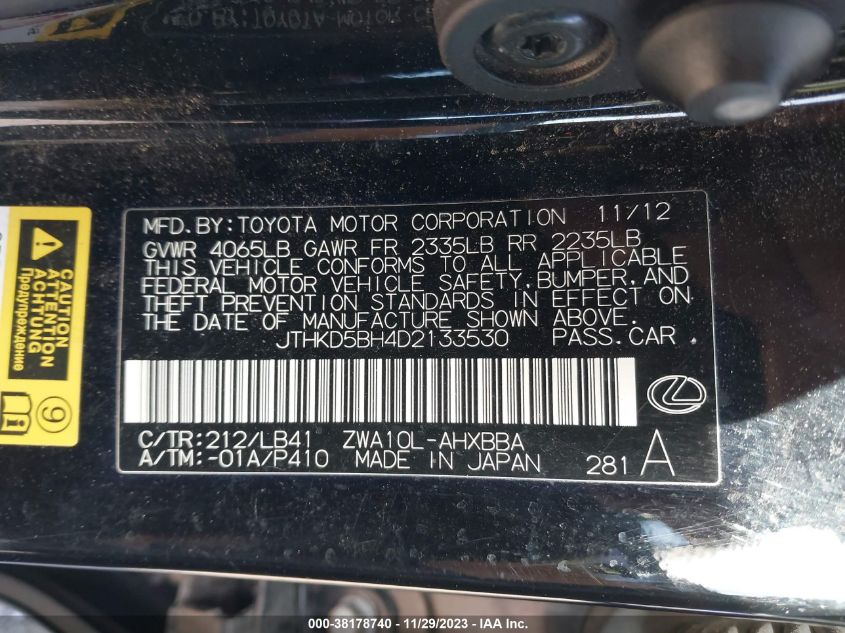 MFD.BY:TOYOTA MOTOR CORPORATION 11/12
GVWR 4065LB GAWR FR 2335LB RR 2235LB
THIS VEHICLE CONFORMS TO ALL APPLICABLE
FEDERAL MOTOR VEHICLE SAFETY,BUMPER,AND
THEFT PREVENTION STANDARDS IN EFFECT ON
THE DATE OF MANUFACTURE SHOWN ABOVE.
JTHKD5BH4D2133530 PASS.CAR
C/TR:212/LB41 ZWA10L-AHXBBA
A/TM:-01A/P410 MADE IN JAPAN 281 A
CAUTION
ACHTUNG
Предупреждение
9
000-38178740 - 11/29/2023 - © IAA Inc.